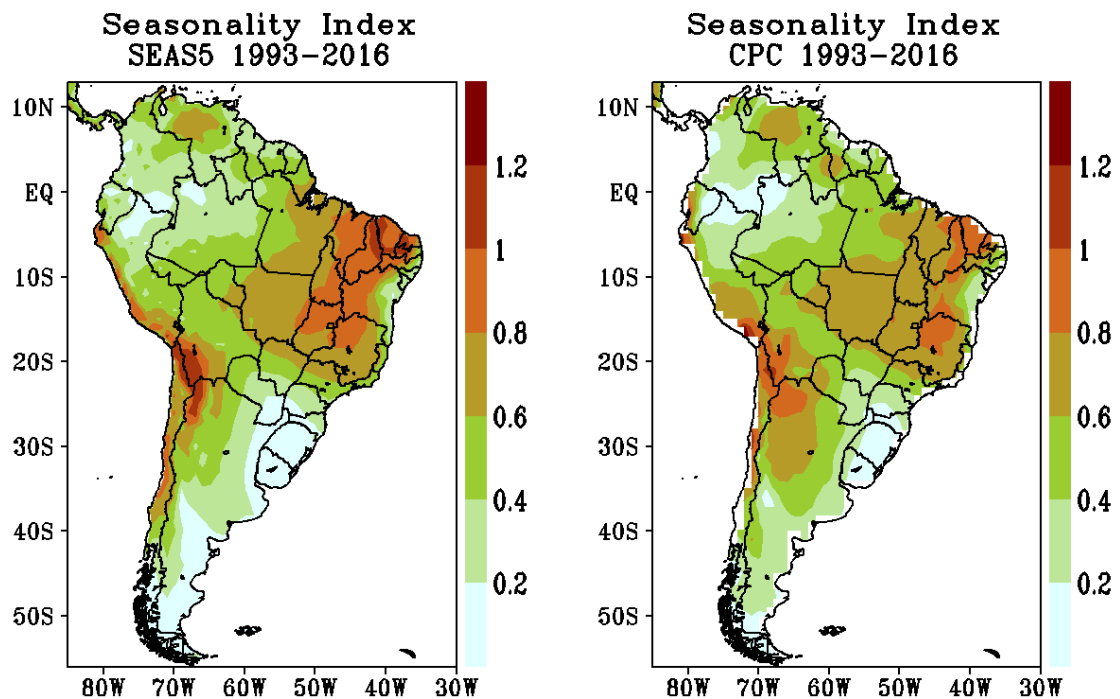 Seasonality Index
SEAS5 1993-2016
10N
EQ
10S
20S
30S
40S
50S
80W 70W 60W 50W 40W 30W
1.2
1
0.8
0.6
0.4
0.2
Seasonality Index
CPC 1993-2016
10N
EQ
10S
20S
30S
40S
50S
80W 70W 60W 50W 40W 30W
1.2
1
0.8
0.6
0.4
0.2